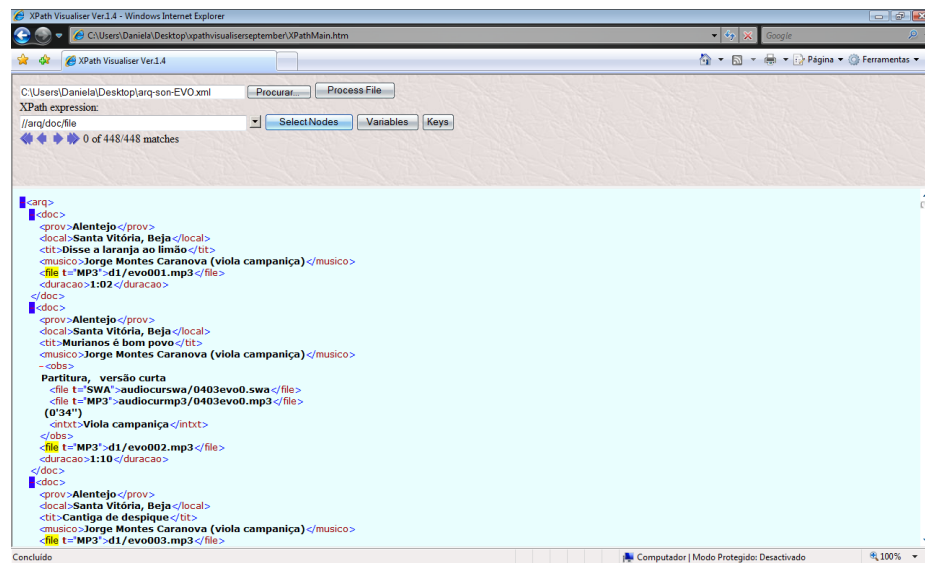 XPath Visualiser Ver.1.4 - Windows Internet Explorer
C:\Users\Daniela\Desktop\xpathvisualiserseptember\XPathMain.htm
Google
XPath Visualiser Ver.1.4
Página
Ferramentas
C:\Users\Daniela\Desktop\arq-son-EVO.xml Procurar... Process File
XPath expression:
//arq/doc/file Select Nodes Variables Keys
0 of 448/448 matches
-<arq>
-<doc>
<prov>Alentejo</prov>
<local>Santa Vitória, Beja</local>
<tit>Disse a laranja ao limão</tit>
<musico>Jorge Montes Caranova (viola campaniça)</musico>
<file t="MP3">d1/evo001.mp3</file>
<duracao>1:02</duracao>
</doc>
-<doc>
<prov>Alentejo</prov>
<local>Santa Vitória, Beja</local>
<tit>Murianos é bom povo</tit>
<musico>Jorge Montes Caranova (viola campaniça)</musico>
-<obs>
Partitura, versão curta
<file t="SWA">audiocurswa/0403evo0.swa</file>
<file t="MP3">audiocurmp3/0403evo0.mp3</file>
(0'34'')
<intxt>Viola campaniça</intxt>
</obs>
<file t="MP3">d1/evo002.mp3</file>
<duracao>1:10</duracao>
</doc>
-<doc>
<prov>Alentejo</prov>
<local>Santa Vitória, Beja</local>
<tit>Cantiga de despique</tit>
<musico>Jorge Montes Caranova (viola campaniça)</musico>
<file t="MP3">d1/evo003.mp3</file>
Concluído
Computador | Modo Protegido: Desactivado
100%